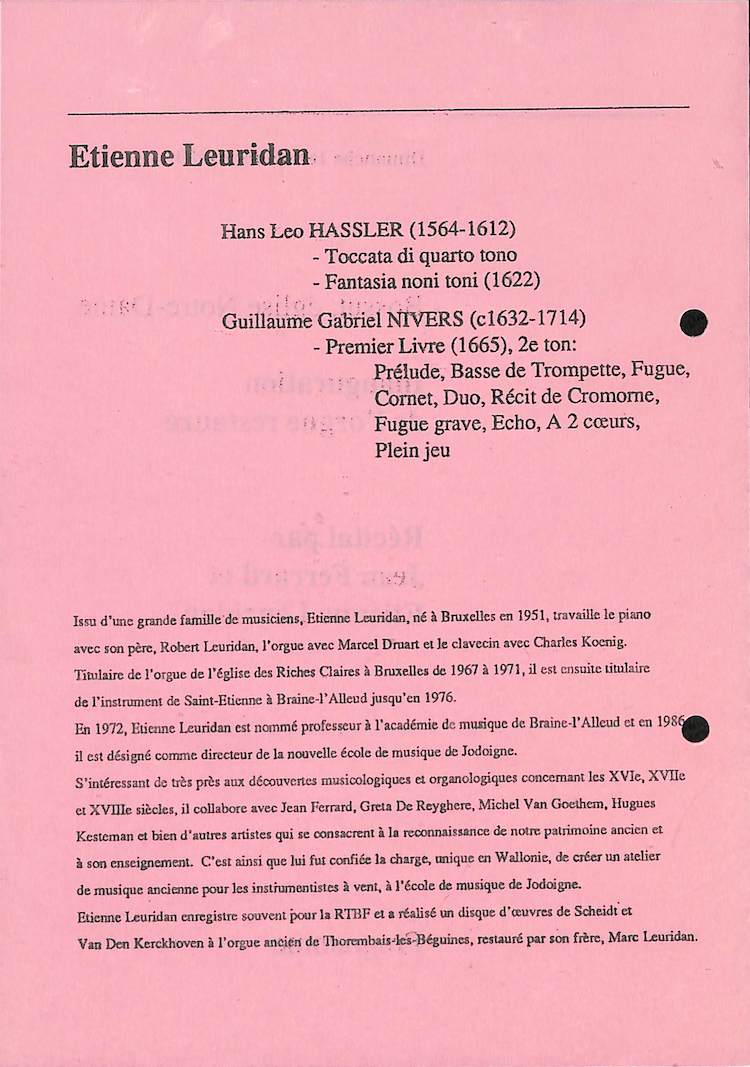 Etienne Leuridan
Hans Leo HASSLER (1564-1612)
- Toccata di quarto tono
- Fantasia noni toni (1622)
Guillaume Gabriel NIVERS (c1632-1714)
- Premier Livre (1665), 2e ton:
Prélude, Basse de Trompette, Fugue,
Cornet, Duo, Récit de Cromorne,
Fugue grave, Echo, A 2 cœurs,
Plein jeu
Issu d'une grande famille de musiciens, Etienne Leuridan, né à Bruxelles en 1951, travaille le piano
avec son père, Robert Leuridan, l'orgue avec Marcel Druart et le clavecin avec Charles Koenig.
Titulaire de l'orgue de l'église des Riches Claires à Bruxelles de 1967 à 1971, il est ensuite titulaire
de l'instrument de Saint-Etienne à Braine-l'Alleud jusqu'en 1976.
En 1972, Etienne Leuridan est nommé professeur à l'académie de musique de Braine-l'Alleud et en 1986
il est désigné comme directeur de la nouvelle école de musique de Jodoigne.
S'intéressant de très près aux découvertes musicologiques et organologiques concernant les XVIe, XVIIe
et XVIIIe siècles, il collabore avec Jean Ferrard, Greta De Reyghere, Michel Van Goethem, Hugues
Kesteman et bien d'autres artistes qui se consacrent à la reconnaissance de notre patrimoine ancien et
à son enseignement. C'est ainsi que lui fut confiée la charge, unique en Wallonie, de créer un atelier
de musique ancienne pour les instrumentistes à vent, à l'école de musique de Jodoigne.
Etienne Leuridan enregistre souvent pour la RTBF et a réalisé un disque d'œuvres de Scheidt et
Van Den Kerckhoven à l'orgue ancien de Thorembais-les-Béguines, restauré par son frère, Marc Leuridan.